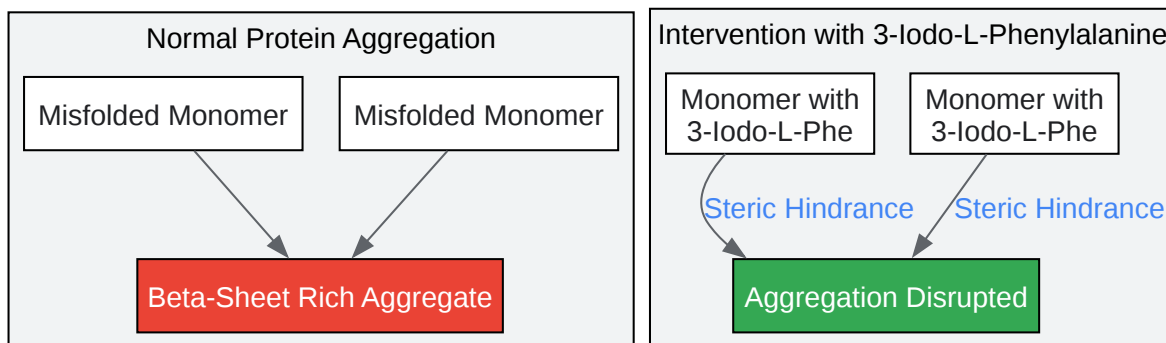 Normal Protein Aggregation
Misfolded Monomer
Misfolded Monomer
Beta-Sheet Rich Aggregate
Intervention with 3-Iodo-L-Phenylalanine
Monomer with
3-Iodo-L-Phe
Monomer with
3-Iodo-L-Phe
Steric Hindrance
Steric Hindrance
Aggregation Disrupted